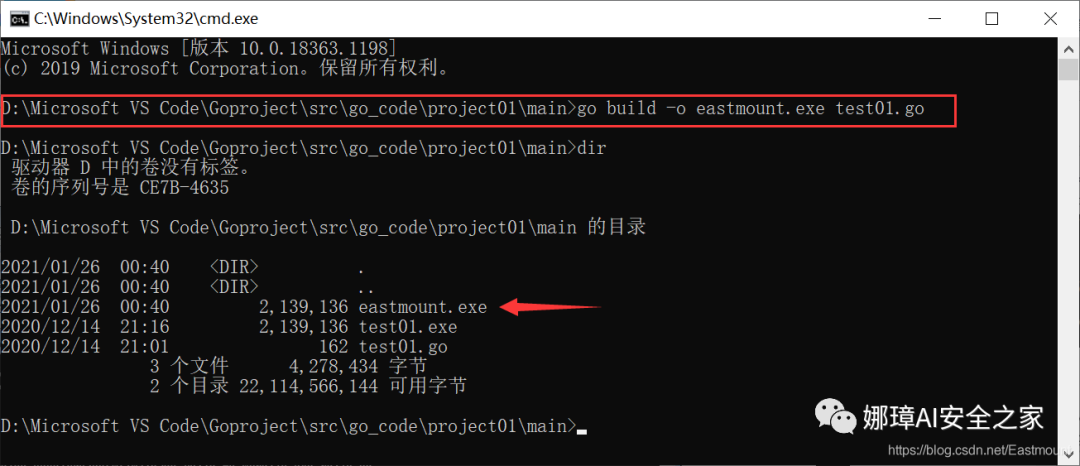 C:\Windows\System32\cmd.exe
Microsoft Windows [版本 10.0.18363.1198]
(c) 2019 Microsoft Corporation。保留所有权利。
D:\Microsoft VS Code\Goproject\src\go_code\project01\main>go build -o eastmount.exe test01.go
D:\Microsoft VS Code\Goproject\src\go_code\project01\main>dir
驱动器 D 中的卷没有标签。
卷的序列号是 CE7B-4635
D:\Microsoft VS Code\Goproject\src\go_code\project01\main 的目录
2021/01/26  00:40    <DIR>          .
2021/01/26  00:40    <DIR>          ..
2021/01/26  00:40         2,139,136 eastmount.exe
2020/12/14  21:16         2,139,136 test01.exe
2020/12/14  21:01               162 test01.go
3 个文件      4,278,434 字节
2 个目录 22,114,566,144 可用字节
D:\Microsoft VS Code\Goproject\src\go_code\project01\main>
娜璋AI安全之家
https://blog.csdn.net/Eastmount